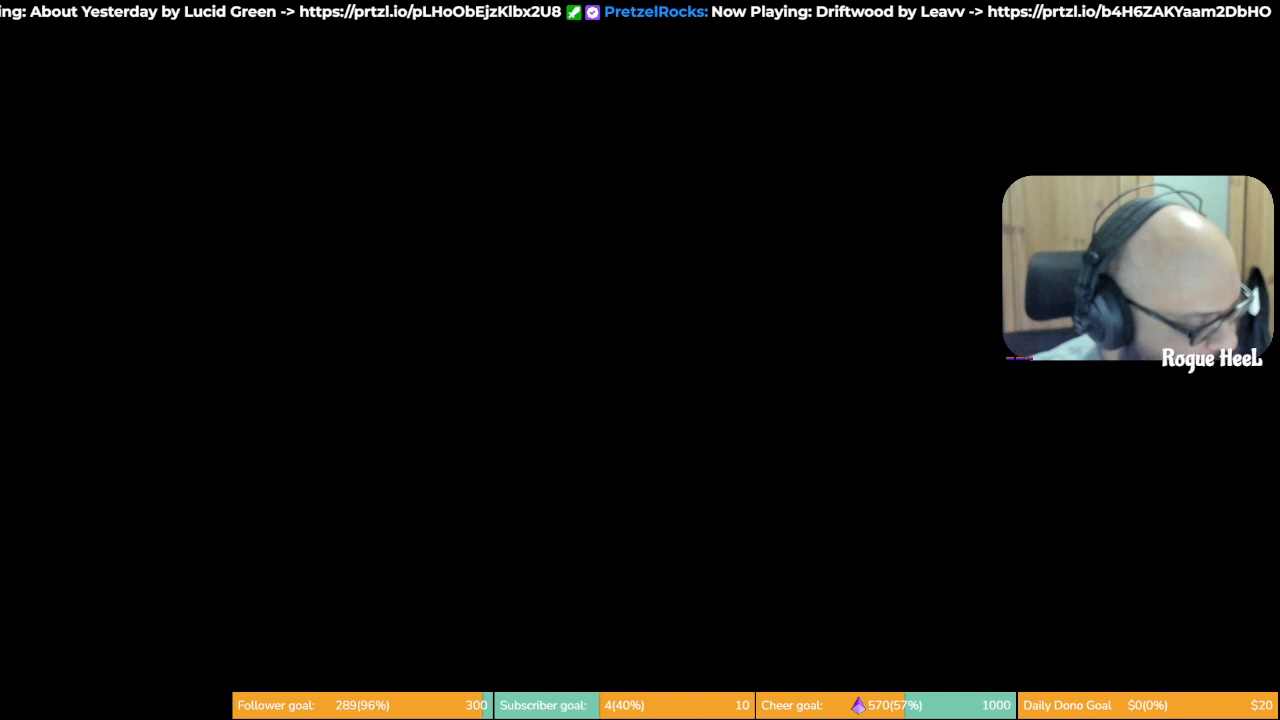 ing: About Yesterday by Lucid Green -> https://prtzl.io/pLHoObEjzKlbx2U8 PretzelRocks: Now Playing: Driftwood by Leavv -> https://prtzl.io/b4H6ZAKYaam2DbHO
Rogue Heel
Follower goal: 289(96%) 300 Subscriber goal: 4(40%) 10 Cheer goal: 570(57%) 1000 Daily Dono Goal $0(0%) $20